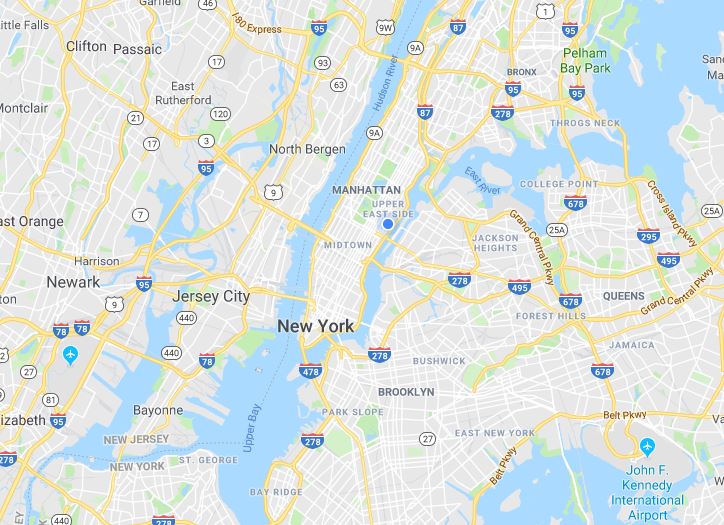 Garfield
46
Little Falls
I-80 Express
95
9W
87
1
95
Clifton
Passaic
9A
Pelham
Bay Park
17
93
Hudson River
BRONX
63
East
Rutherford
95
95
Montclair
120
87
278
21
THROGS NECK
17
3
9A
North Bergen
95
East River
MANHATTAN
COLLEGE POINT
9
UPPER
EAST SIDE
678
Cross Island Pkwy
7
Grand Central Pkwy
25A
25A
ast Orange
295
MIDTOWN
JACKSON
HEIGHTS
Harrison
495
Newark
95
278
495
Jersey City
678
QUEENS
Grand Central Pkwy
9
440
FOREST HILLS
New York
78
78
JAMAICA
440
78
278
BUSHWICK
27
478
678
BROOKLYN
81
Bayonne
PARK SLOPE
Belt Pkwy
lizabeth
95
Upper Bay
EAST NEW YORK
27
NEW JERSEY
278
NEW YORK
ST. GEORGE
Belt Pkwy
278
John F.
Kennedy
International
Airport
BAY RIDGE
440
278
278